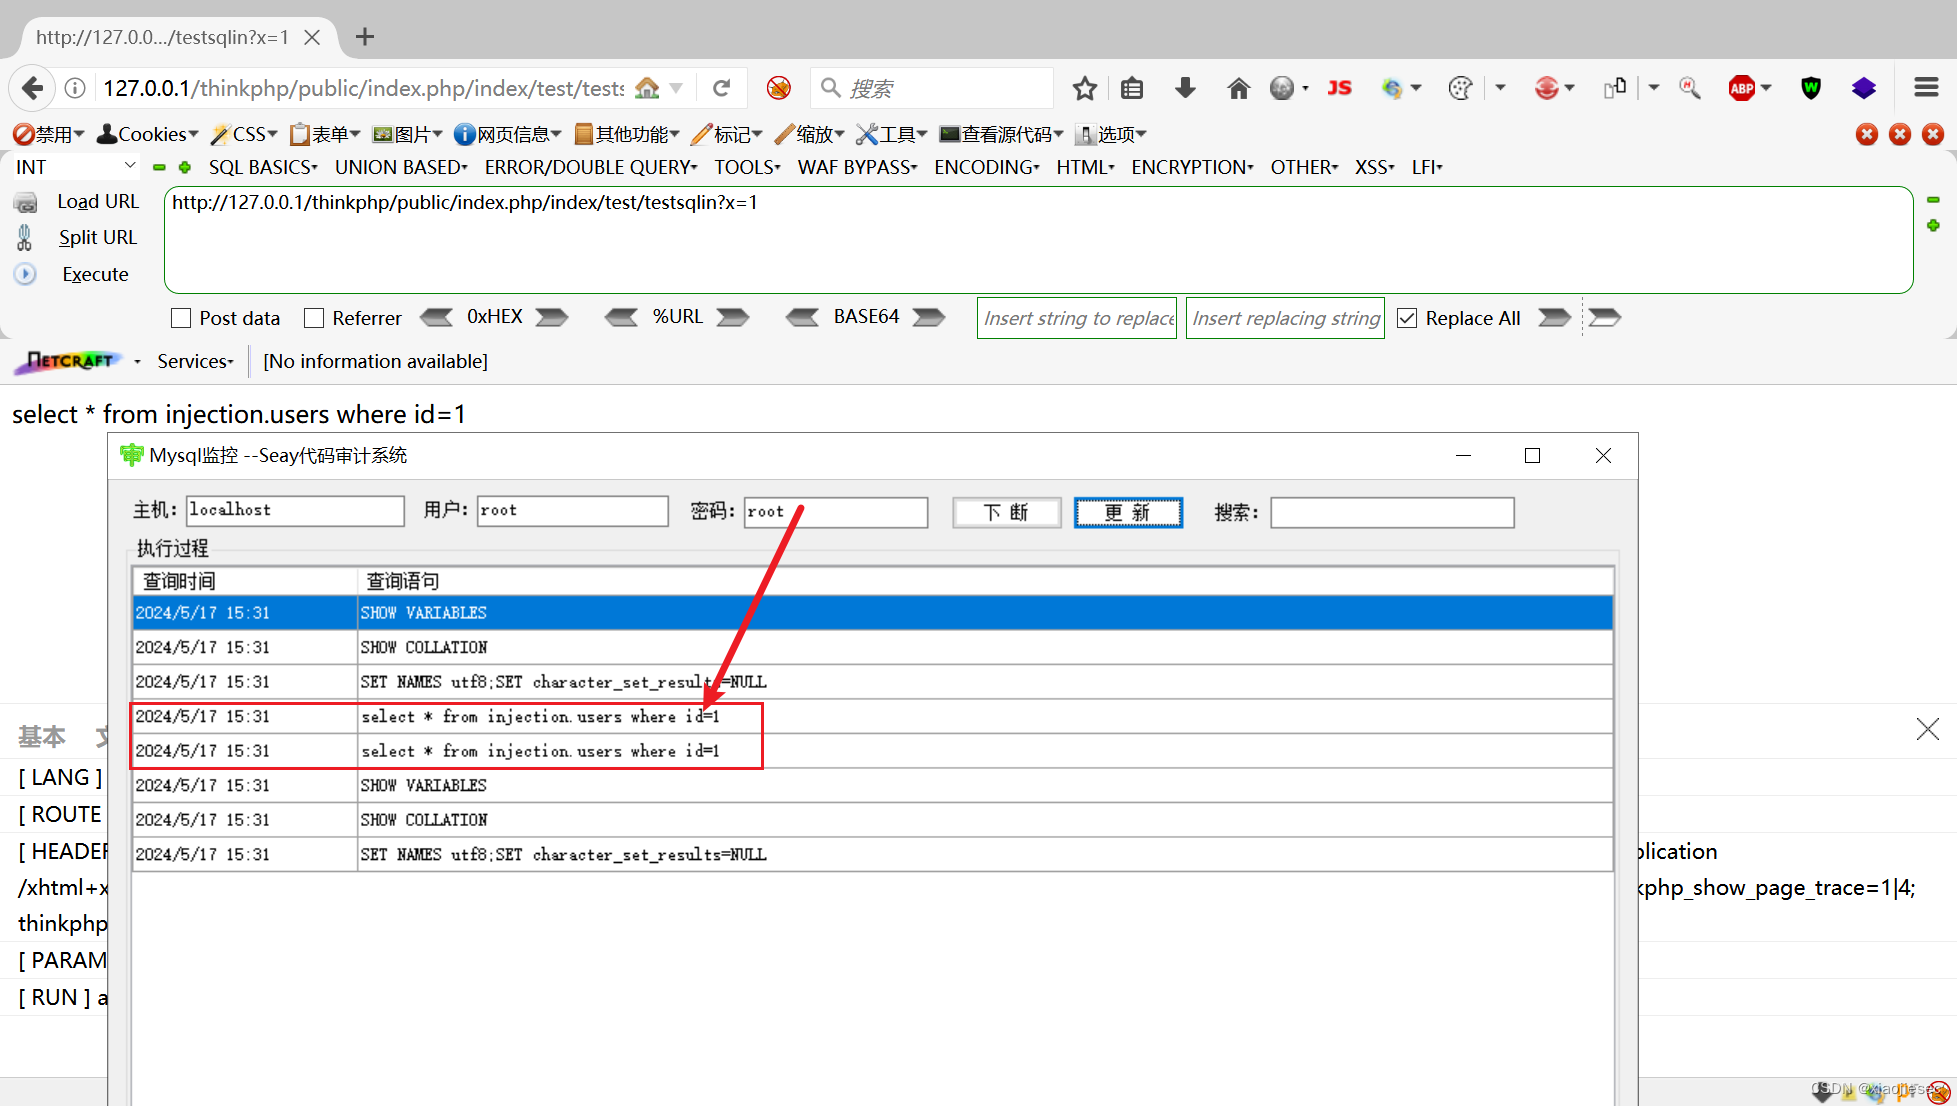 http://127.0.0.../testsqlin?x=1
127.0.0.1/thinkphp/public/index.php/index/test/tests
搜索
JS
ABP
W
禁用 Cookies CSS 表单 图片 网页信息 其他功能 标记 缩放 工具 查看源代码 选项
INT SQL BASICS UNION BASED ERROR/DOUBLE QUERY TOOLS WAF BYPASS ENCODING HTML ENCRYPTION OTHER XSS LFI
Load URL http://127.0.0.1/thinkphp/public/index.php/index/test/testsqlin?x=1
Split URL
Execute
Post data Referrer 0xHEX %URL BASE64 Insert string to replace Insert replacing string Replace All
NETCRAFT Services [No information available]
select * from injection.users where id=1
Mysql监控 --Seay代码审计系统
主机: localhost 用户: root 密码: root 下 断 更 新 搜索:
执行过程
查询时间 查询语句
2024/5/17 15:31 SHOW VARIABLES
2024/5/17 15:31 SHOW COLLATION
2024/5/17 15:31 SET NAMES utf8;SET character_set_results=NULL
2024/5/17 15:31 select * from injection.users where id=1
2024/5/17 15:31 select * from injection.users where id=1
2024/5/17 15:31 SHOW VARIABLES
2024/5/17 15:31 SHOW COLLATION
2024/5/17 15:31 SET NAMES utf8;SET character_set_results=NULL
基本
[ LANG ]
[ ROUTE
[ HEADER plication
/xhtml+x kphp_show_page_trace=1|4;
thinkphp
[ PARAM
[ RUN ] a
CSDN @xiaoheses